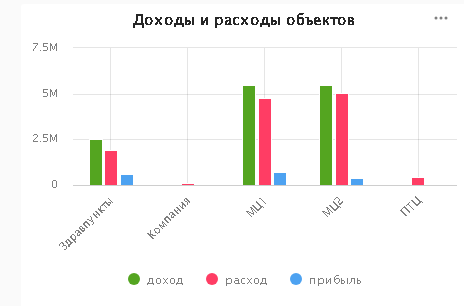 Доходы и расходы объектов
7.5M
5M
2.5M
0
Здравпункты
Компания
МЦ1
МЦ2
ПТЦ
доход расход прибыль